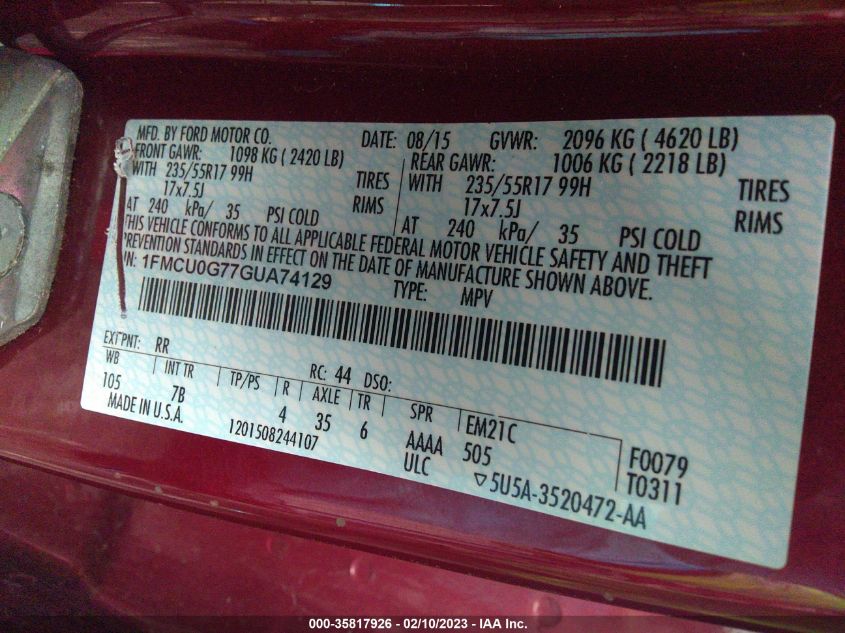 MFD. BY FORD MOTOR CO. DATE: 08/15 GVWR: 2096 KG ( 4620 LB)
FRONT GAWR: 1098 KG ( 2420 LB) REAR GAWR: 1006 KG ( 2218 LB)
WITH 235/55R17 99H TIRES WITH 235/55R17 99H TIRES
17x7.5J RIMS 17x7.5J RIMS
AT 240 kPa/ 35 PSI COLD AT 240 kPa/ 35 PSI COLD
THIS VEHICLE CONFORMS TO ALL APPLICABLE FEDERAL MOTOR VEHICLE SAFETY AND THEFT
PREVENTION STANDARDS IN EFFECT ON THE DATE OF MANUFACTURE SHOWN ABOVE.
1FMCU0G77GUA74129 TYPE: MPV
EXT PNT: RR RC: 44 DSO:
WB INT TR TP/PS R AXLE TR SPR EM21C
105 7B 4 35 6 AAAA 505 F0079
MADE IN U.S.A. 1201508244107 ULC ▽5U5A-3520472-AA T0311
000-35817926 - 02/10/2023 - IAA Inc.